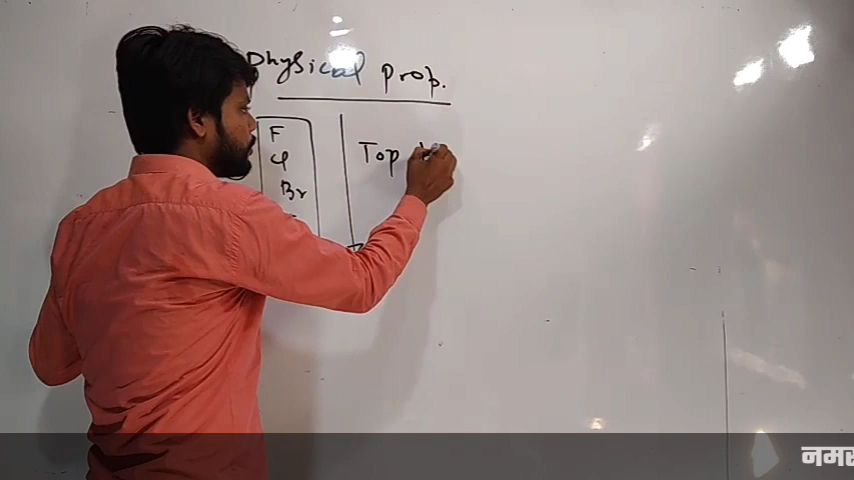 Physical prop.
F
Cl
Br
Top
नमस